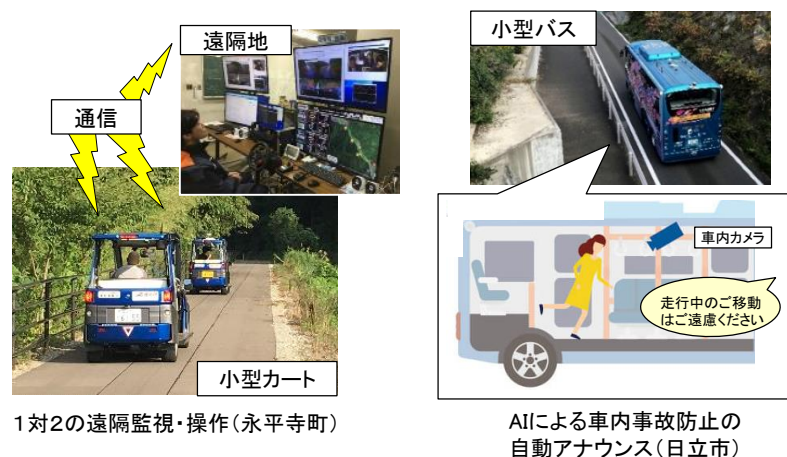 遠隔地
通信
小型カート
1対2の遠隔監視・操作(永平寺町)
小型バス
車内カメラ
走行中のご移動
はご遠慮ください
AIによる車内事故防止の
自動アナウンス(日立市)